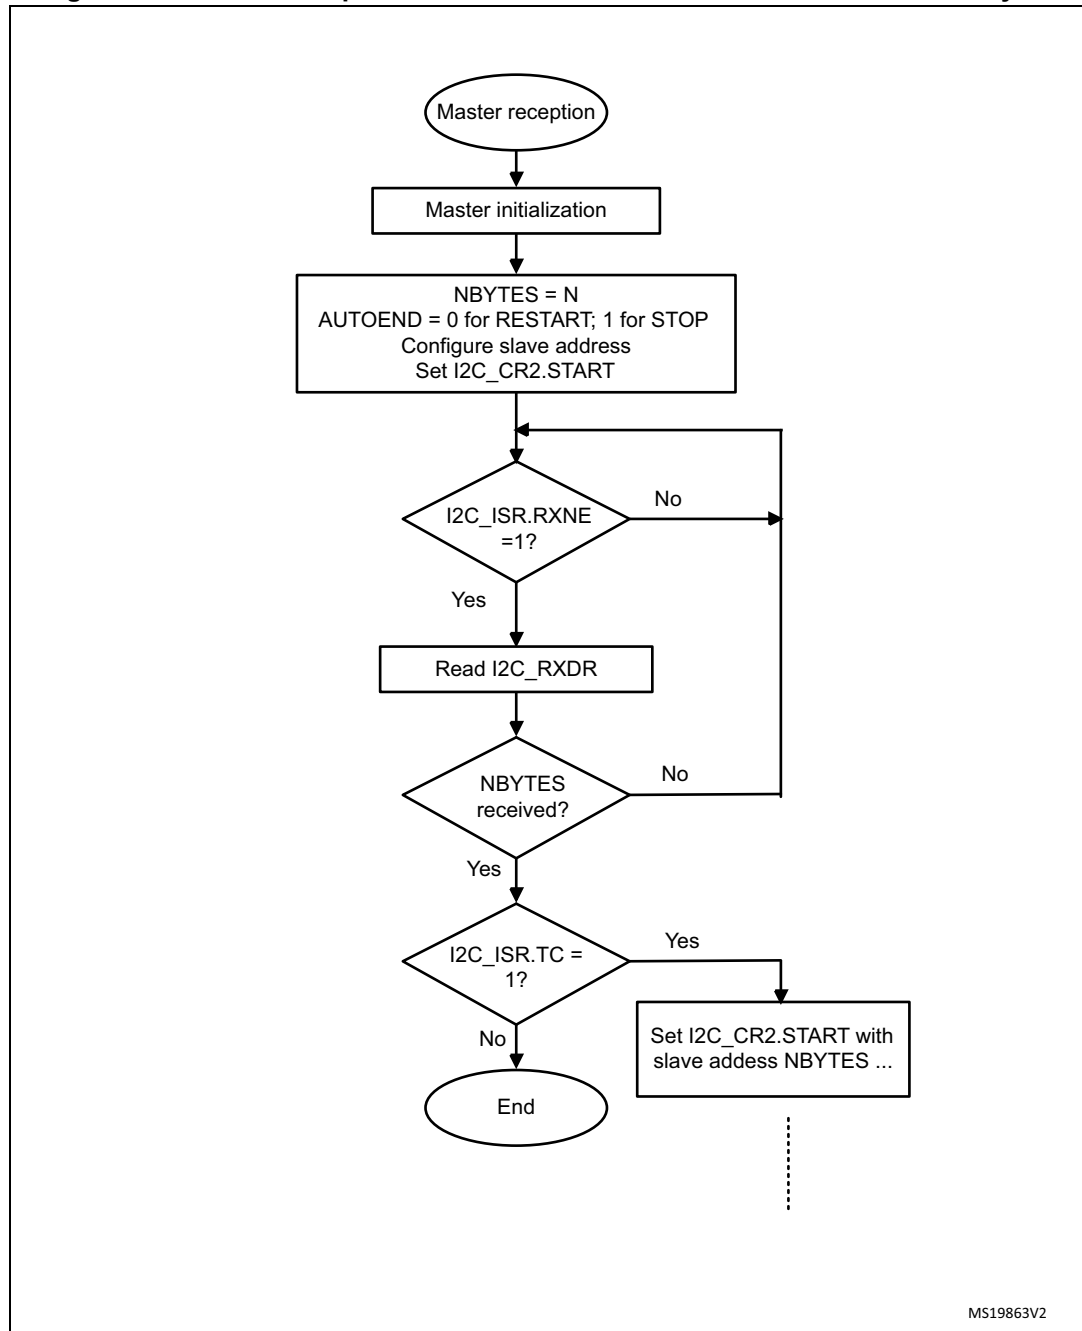 Master reception
Master initialization
NBYTES = N
AUTOEND = 0 for RESTART; 1 for STOP
Configure slave address
Set I2C_CR2.START
I2C_ISR.RXNE
=1?
No
Yes
Read I2C_RXDR
NBYTES
received?
No
Yes
I2C_ISR.TC =
1?
Yes
No
Set I2C_CR2.START with
slave addess NBYTES ...
End
MS19863V2